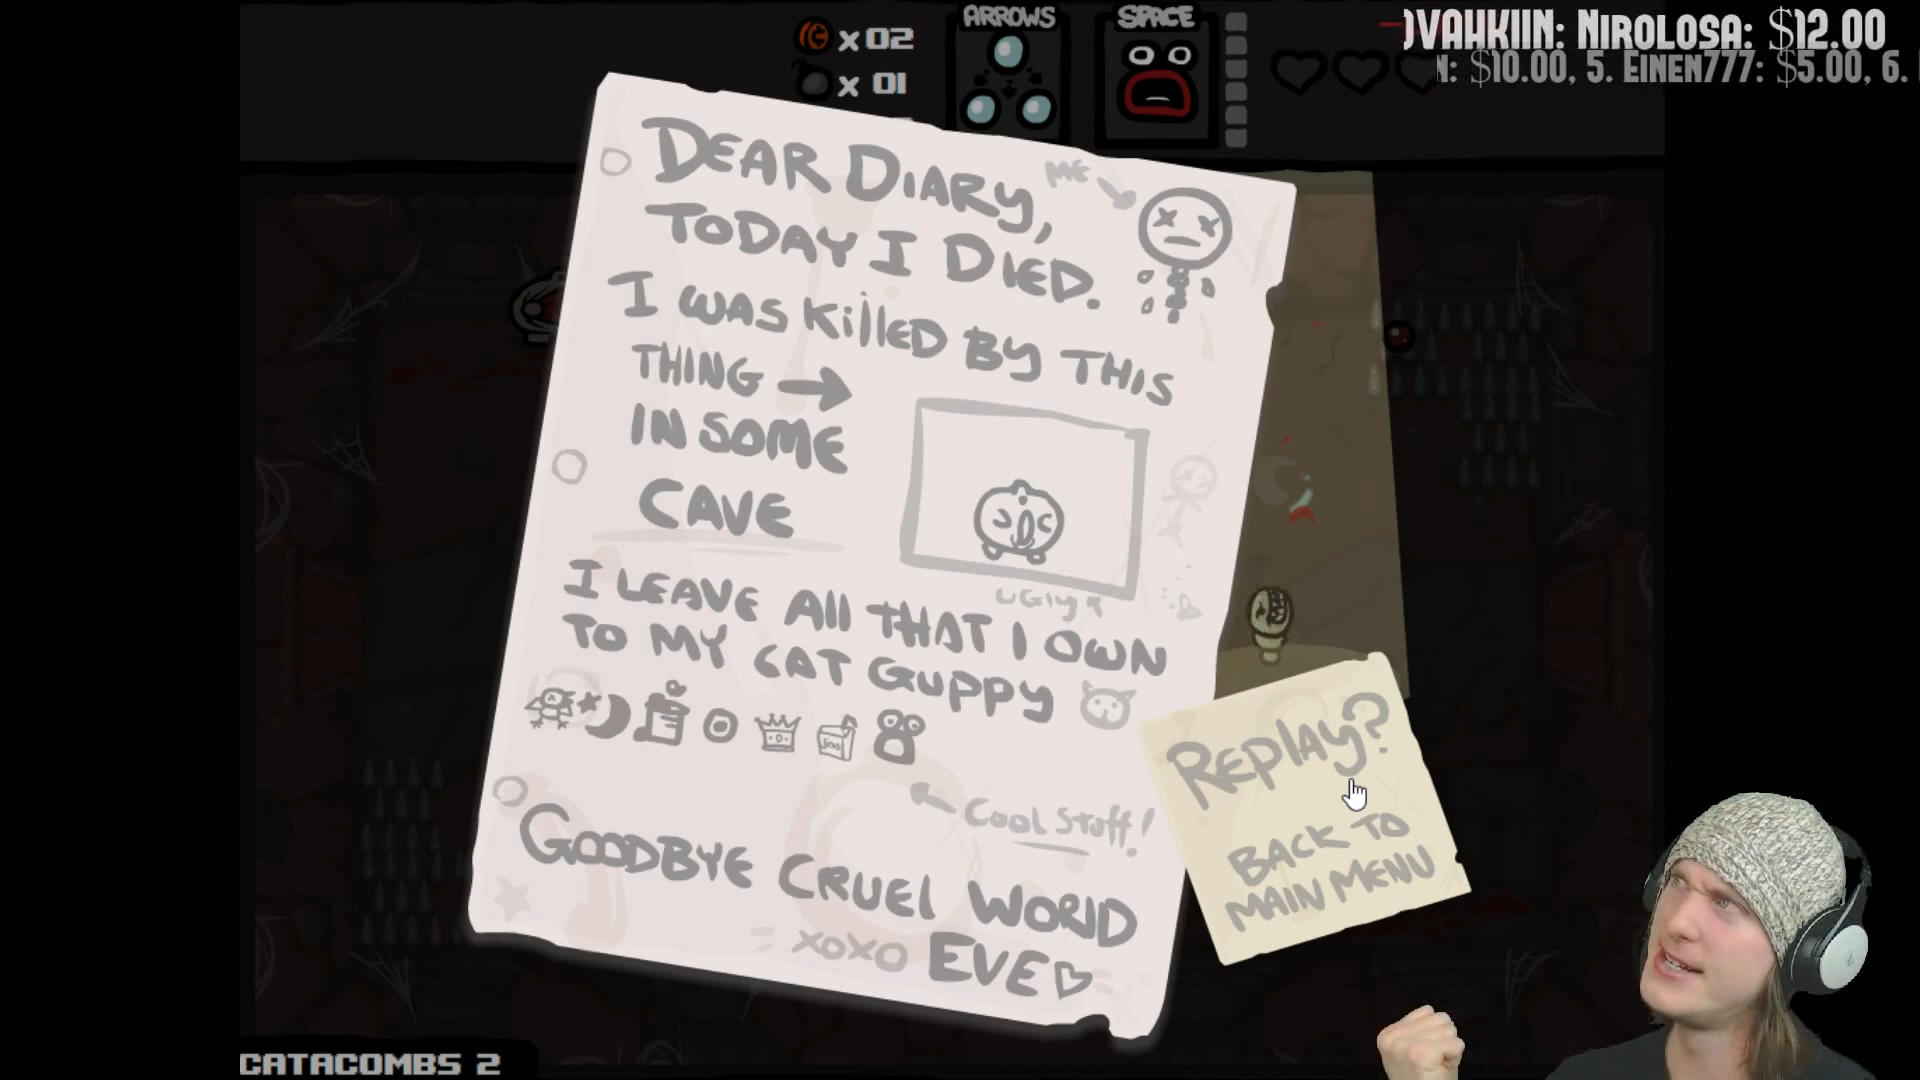 ARROWS
SPACE
JVAHKIIN: NIROLOSA: $12.00
N: $10.00, 5. EINEN777: $5.00, 6.
x 02
x 01
DEAR DIARY,
ME
TODAY I DIED.
I WAS KILLED BY THIS
THING
IN SOME
CAVE
UGLY
I LEAVE ALL THAT I OWN
TO MY CAT GUPPY
COOL STUFF!
GOODBYE CRUEL WORLD
XOXO EVE
REPLAY?
BACK TO
MAIN MENU
CATACOMBS 2